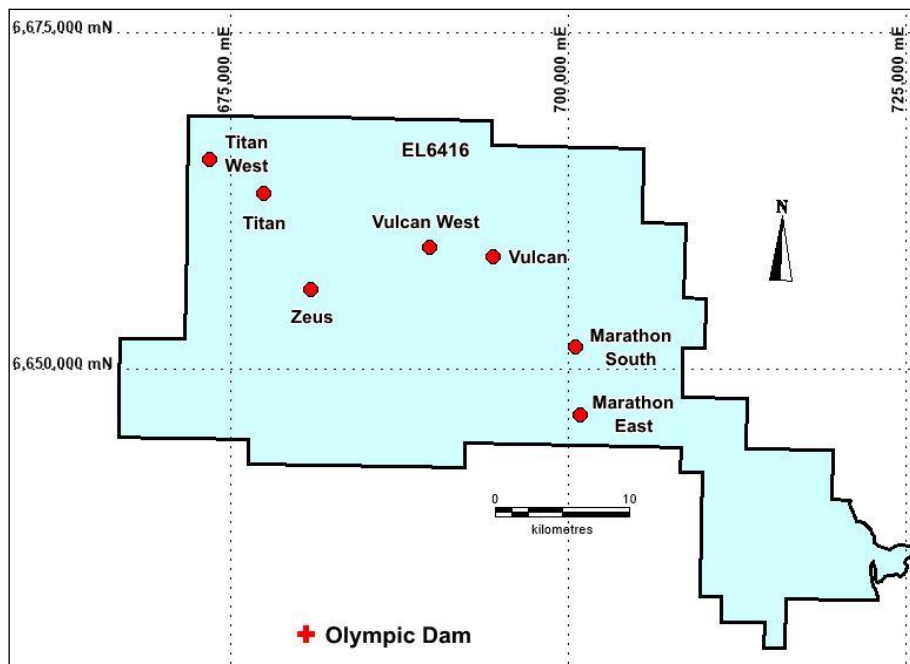 6,675,000 mN
675,000 mE
700,000 mE
725,000 mE
Titan
West
EL6416
Titan
Vulcan West
Vulcan
N
Zeus
Marathon
South
6,650,000 mN
Marathon
East
0
10
kilometres
Olympic Dam